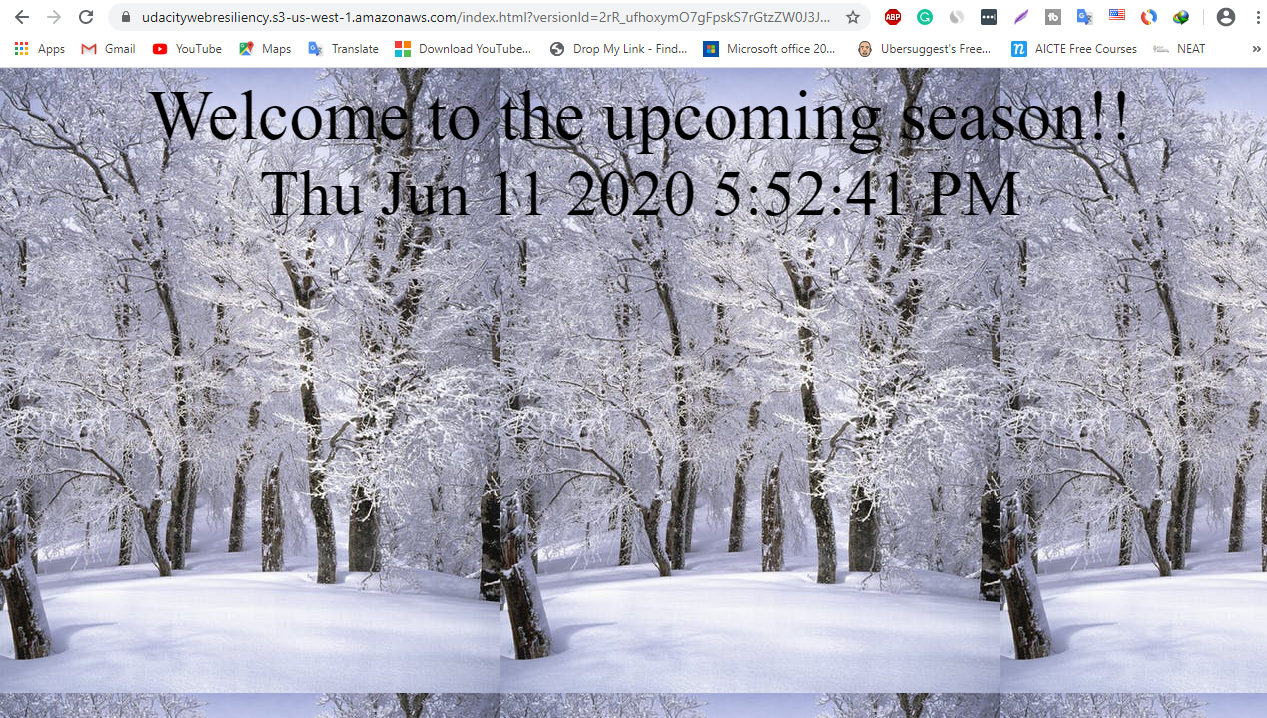 udacitywebresiliency.s3-us-west-1.amazonaws.com/index.html?versionId=2rR_ufhoxymO7gFpskS7rGtzZW0J3J...
ABP
tb
Apps Gmail YouTube Maps Translate Download YouTube... Drop My Link - Find... Microsoft office 20... Ubersuggest's Free... AICTE Free Courses NEAT »
Welcome to the upcoming season!!
Thu Jun 11 2020 5:52:41 PM